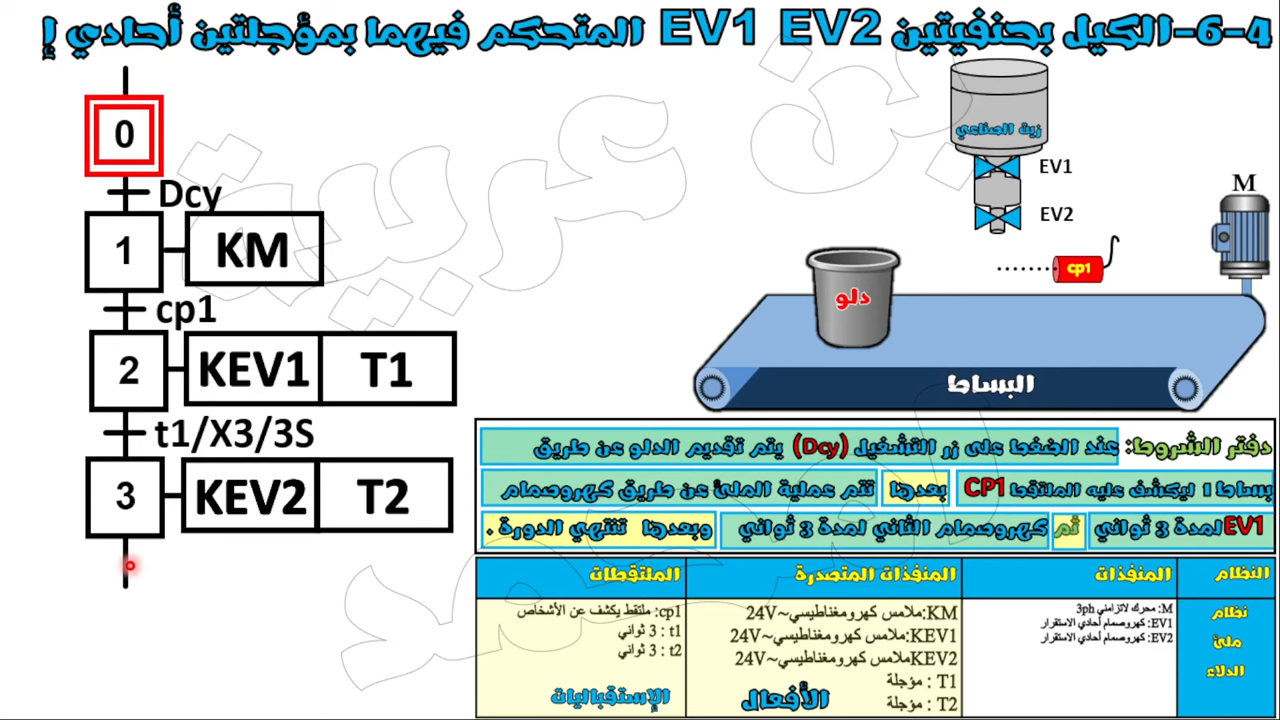 4-6-الكيل بحنفيتين EV1 EV2 المتحكم فيهما بمؤجلتين أحادي إ
0
Dcy
1
KM
cp1
2
KEV1
T1
t1/X3/3S
3
KEV2
T2
زيت الصناعي
EV1
EV2
M
cp1
دلو
البساط
دفتر الشروط: عند الضغط على زر التشغيل (Dcy) يتم تقديم الدلو عن طريق
بساط 1 ليكشف عليه الملتقط CP1 بعدها تتم عملية الملئ عن طريق كهروصمام
EV1 لمدة 3 ثواني ثم كهروصمام الثاني لمدة 3 ثواني وبعدها تنتهي الدورة .
النظام
المنفذات
المنفذات المتصدرة
الملتقطات
نظام
ملئ
الدلاء
M: محرك لاتزامني 3ph
EV1: كهروصمام أحادي الاستقرار
EV2: كهروصمام أحادي الاستقرار
KM:ملامس كهرومغناطيسي~24V
KEV1:ملامس كهرومغناطيسي~24V
KEV2ملامس كهرومغناطيسي~24V
T1 : مؤجلة
T2 : مؤجلة
الأفعال
cp1: ملتقط يكشف عن الأشخاص
t1 : 3 ثواني
t2 : 3 ثواني
الإستقباليات